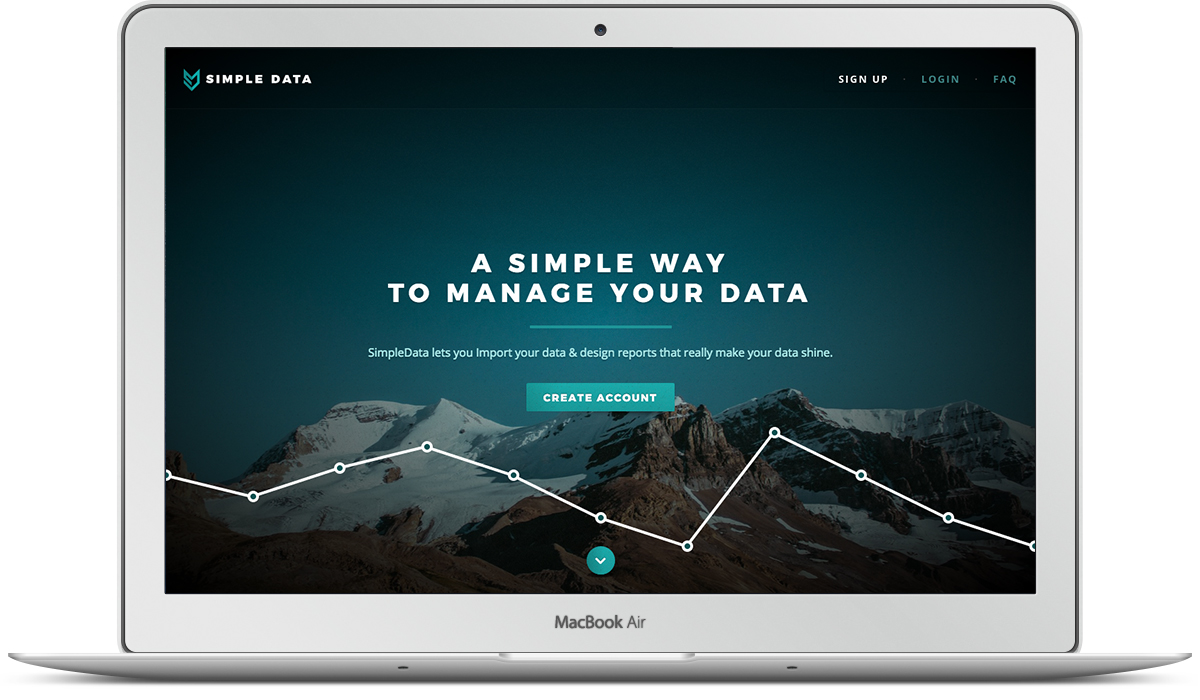 SIMPLE DATA
SIGN UP · LOGIN · FAQ
A SIMPLE WAY
TO MANAGE YOUR DATA
SimpleData lets you Import your data & design reports that really make your data shine.
CREATE ACCOUNT
MacBook Air